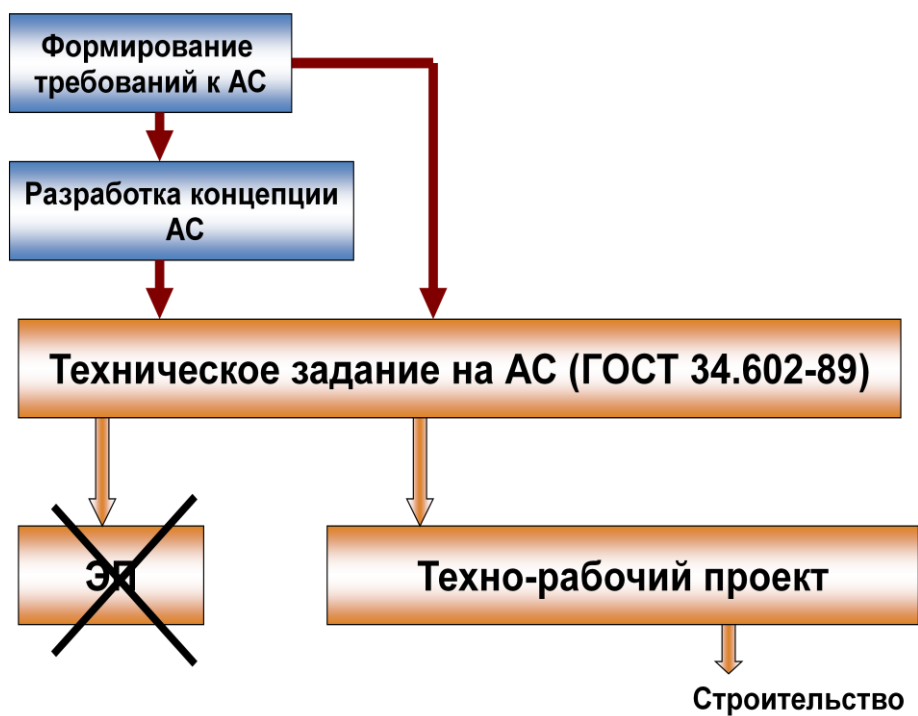 Формирование
требований к АС
Разработка концепции
АС
Техническое задание на АС (ГОСТ 34.602-89)
ЭП
Техно-рабочий проект
Строительство